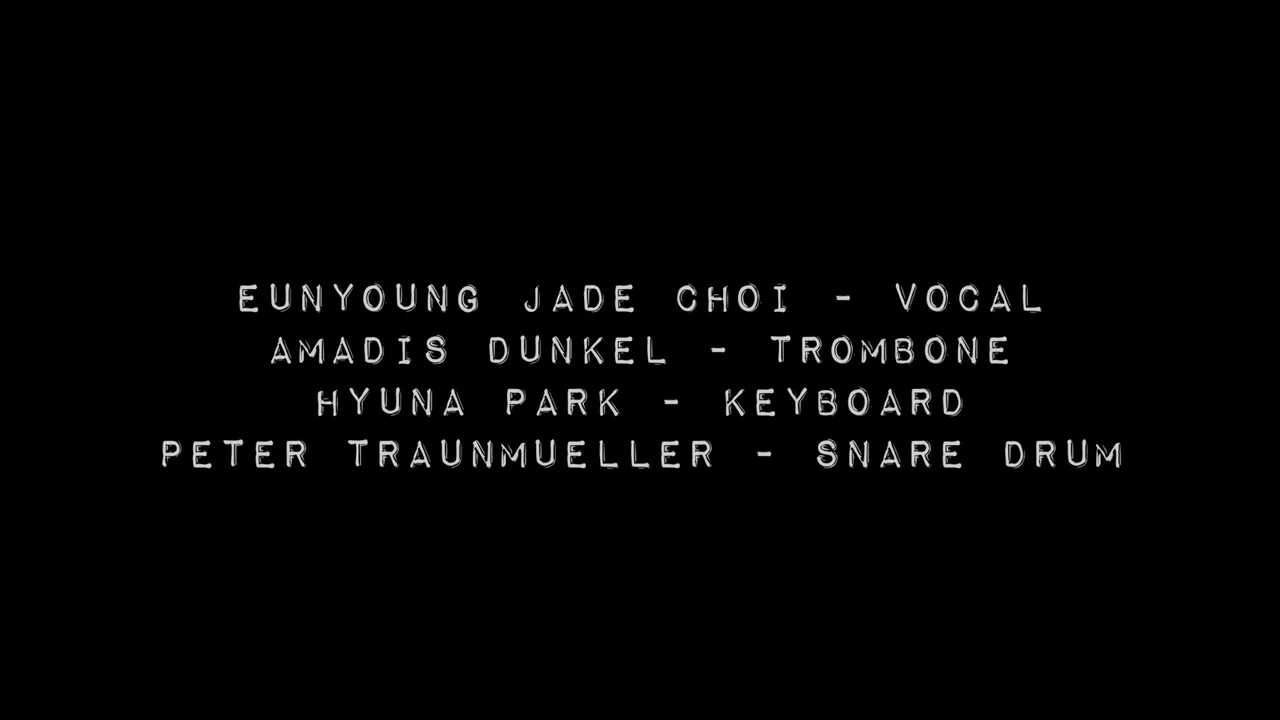 EUNYOUNG JADE CHOI - VOCAL
AMADIS DUNKEL - TROMBONE
HYUNA PARK - KEYBOARD
PETER TRAUNMUELLER - SNARE DRUM